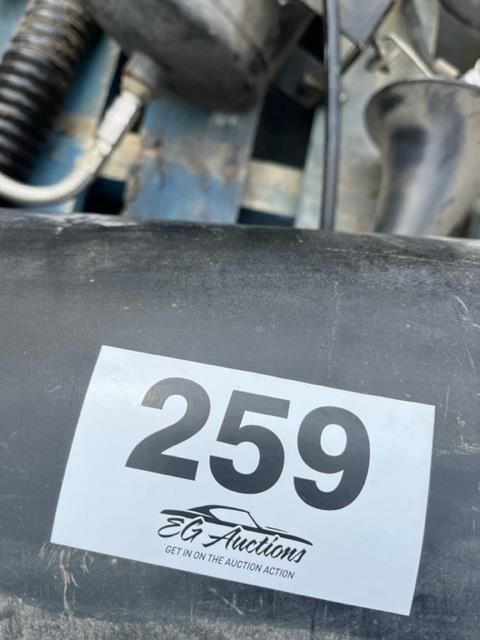 259
EG Auctions
GET IN ON THE AUCTION ACTION